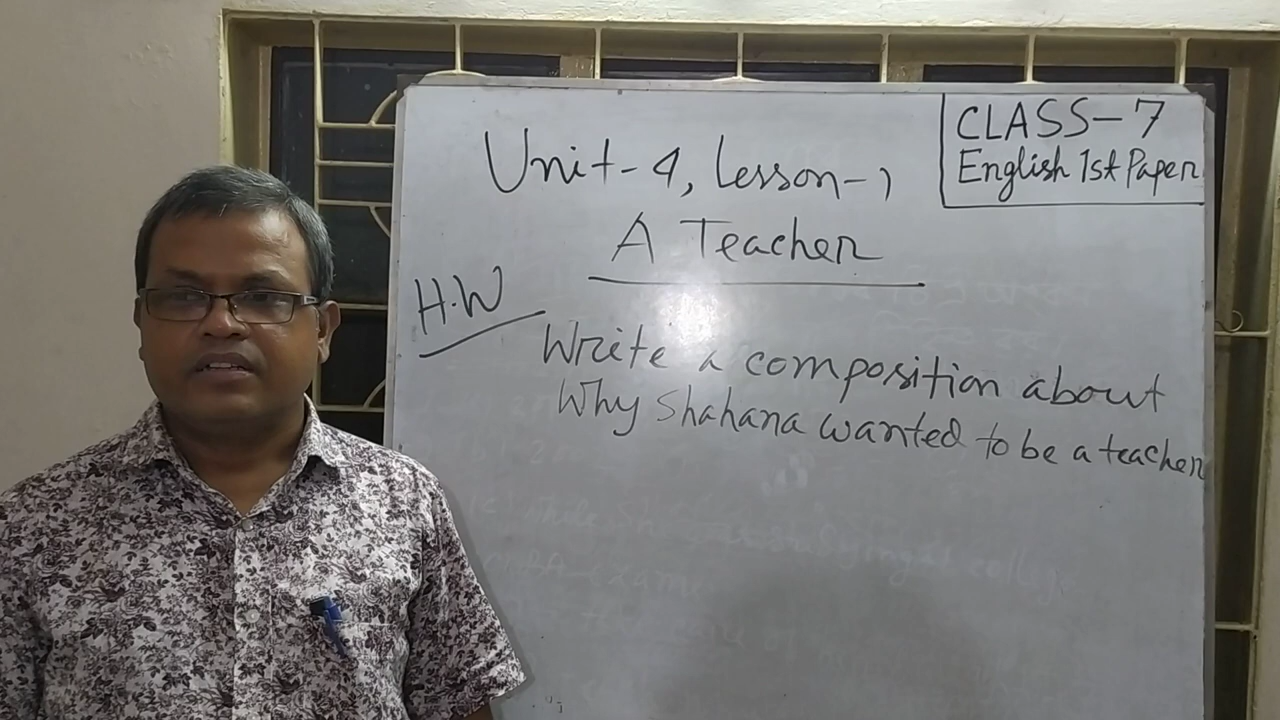 CLASS-7
English 1st Paper
Unit-4, Lesson-1
A Teacher
H.W
Write a composition about
Why Shahana wanted to be a teacher